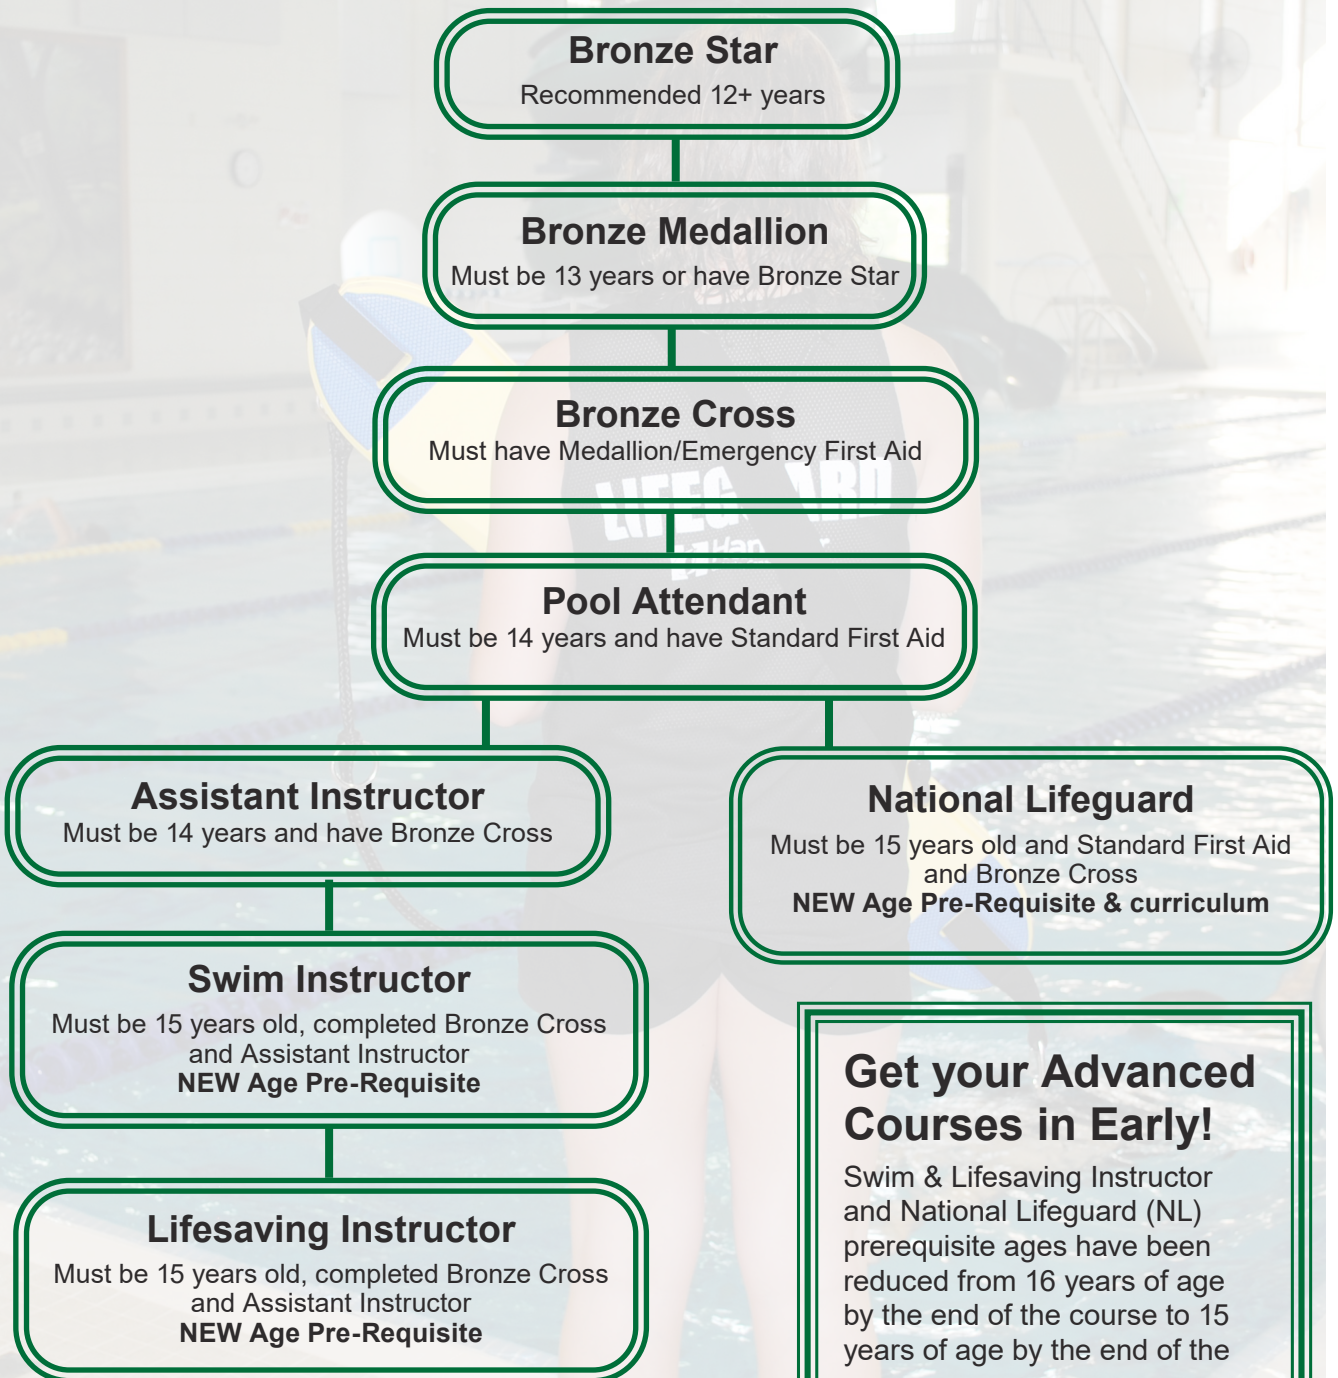 Bronze Star
Recommended 12+ years
Bronze Medallion
Must be 13 years or have Bronze Star
Bronze Cross
Must have Medallion/Emergency First Aid
Pool Attendant
Must be 14 years and have Standard First Aid
Assistant Instructor
Must be 14 years and have Bronze Cross
National Lifeguard
Must be 15 years old and Standard First Aid
and Bronze Cross
NEW Age Pre-Requisite & curriculum
Swim Instructor
Must be 15 years old, completed Bronze Cross
and Assistant Instructor
NEW Age Pre-Requisite
Lifesaving Instructor
Must be 15 years old, completed Bronze Cross
and Assistant Instructor
NEW Age Pre-Requisite
Get your Advanced
Courses in Early!
Swim & Lifesaving Instructor
and National Lifeguard (NL)
prerequisite ages have been
reduced from 16 years of age
by the end of the course to 15
years of age by the end of the